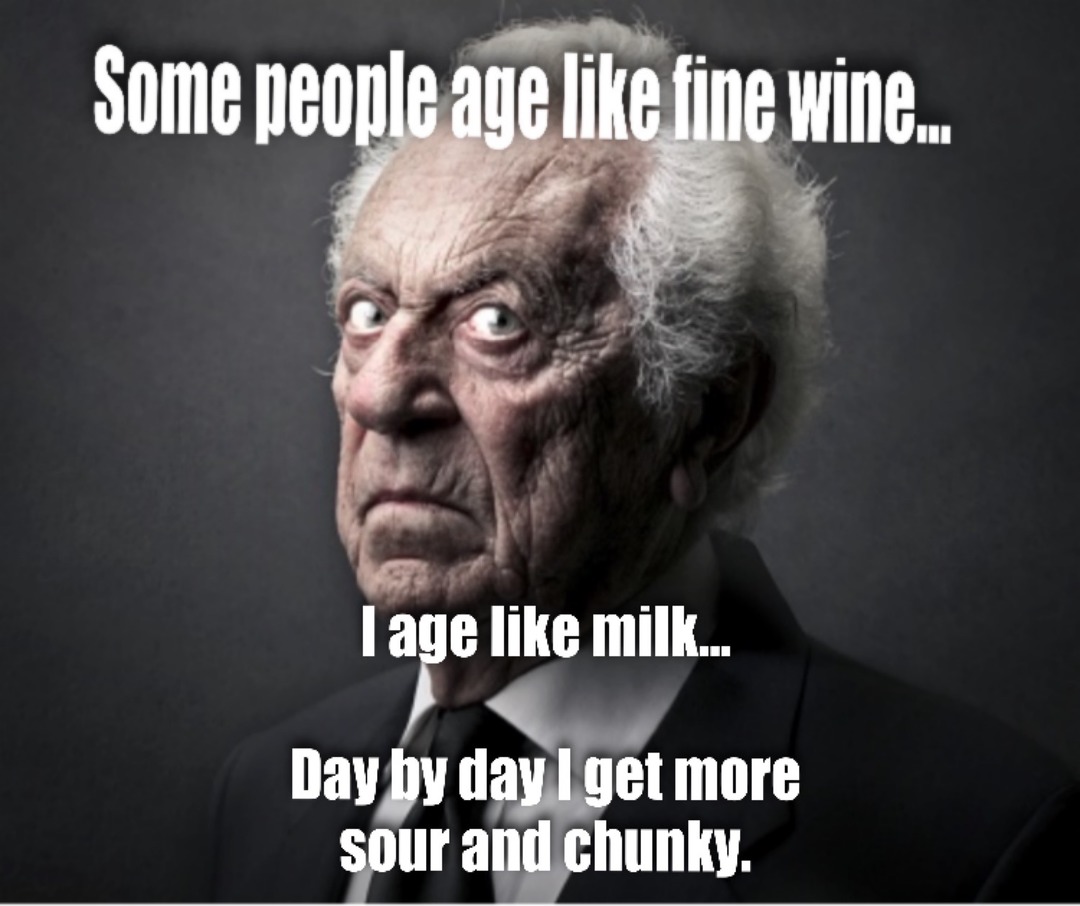 Some people age like fine wine...
I age like milk...
Day by day I get more
sour and chunky.